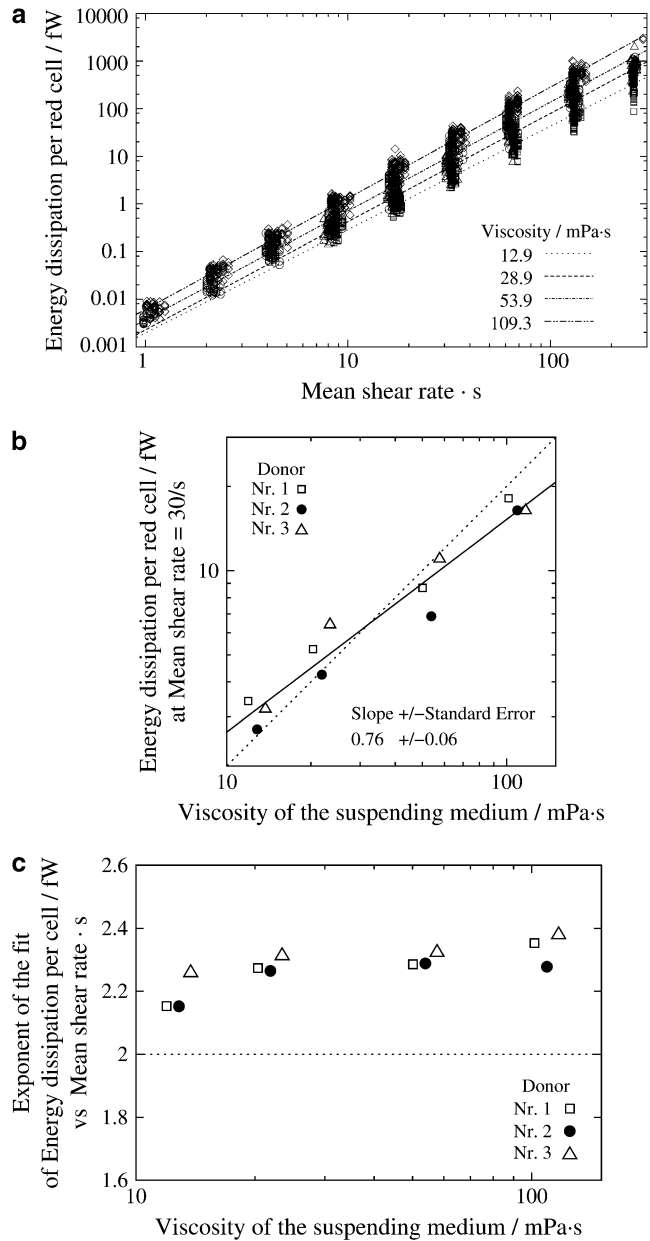 a
Energy dissipation per red cell / fW
10000
1000
100
10
1
0.1
0.01
0.001
Viscosity / mPa·s
12.9
28.9
53.9
109.3
1
10
100
Mean shear rate · s
b
Energy dissipation per red cell / fW
at Mean shear rate = 30/s
Donor
Nr. 1
Nr. 2
Nr. 3
10
Slope +/−Standard Error
0.76 +/−0.06
10
100
Viscosity of the suspending medium / mPa·s
c
Exponent of the fit
of Energy dissipation per cell / fW
vs Mean shear rate · s
2.6
2.4
2.2
2
1.8
1.6
Donor
Nr. 1
Nr. 2
Nr. 3
10
100
Viscosity of the suspending medium / mPa·s